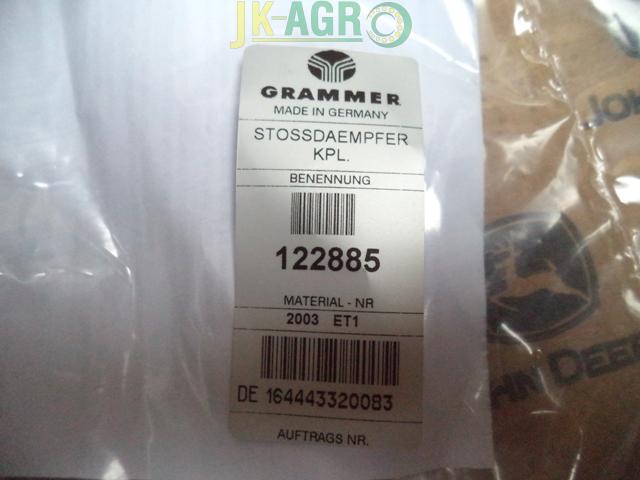 JK-AGRO
GRAMMER
MADE IN GERMANY
STOSSDAEMPFER
KPL.
BENENNUNG
122885
MATERIAL - NR
2003 ET1
DE 164443320083
AUFTRAGS NR.